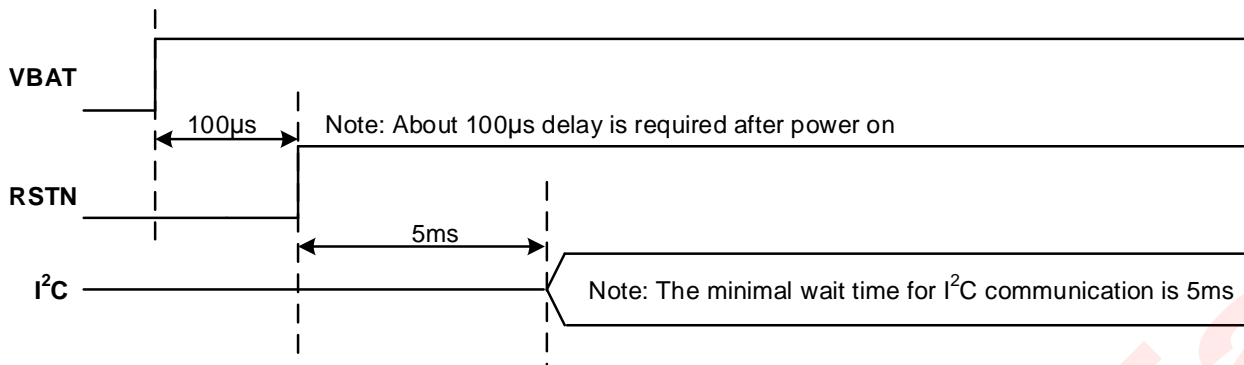 VBAT
100µs
Note: About 100µs delay is required after power on
RSTN
5ms
I²C
Note: The minimal wait time for I²C communication is 5ms